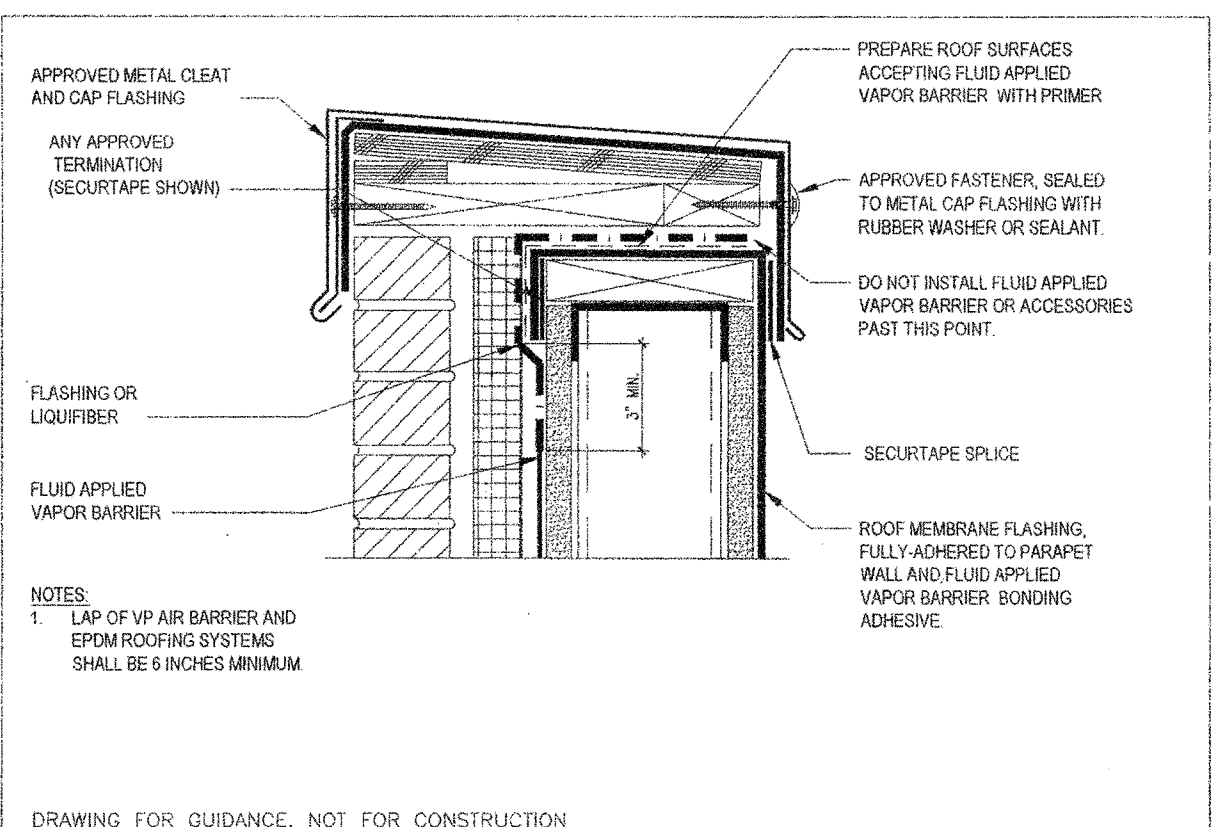 APPROVED METAL CLEAT
AND CAP FLASHING
ANY APPROVED
TERMINATION
(SECURTAPE SHOWN)
FLASHING OR
LIQUIFIBER
FLUID APPLIED
VAPOR BARRIER
3" MIN.
PREPARE ROOF SURFACES
ACCEPTING FLUID APPLIED
VAPOR BARRIER WITH PRIMER
APPROVED FASTENER, SEALED
TO METAL CAP FLASHING WITH
RUBBER WASHER OR SEALANT.
DO NOT INSTALL FLUID APPLIED
VAPOR BARRIER OR ACCESSORIES
PAST THIS POINT.
SECURTAPE SPLICE
ROOF MEMBRANE FLASHING,
FULLY-ADHERED TO PARAPET
WALL AND FLUID APPLIED
VAPOR BARRIER BONDING
ADHESIVE.
NOTES:
1. LAP OF VP AIR BARRIER AND
EPDM ROOFING SYSTEMS
SHALL BE 6 INCHES MINIMUM.
DRAWING FOR GUIDANCE, NOT FOR CONSTRUCTION